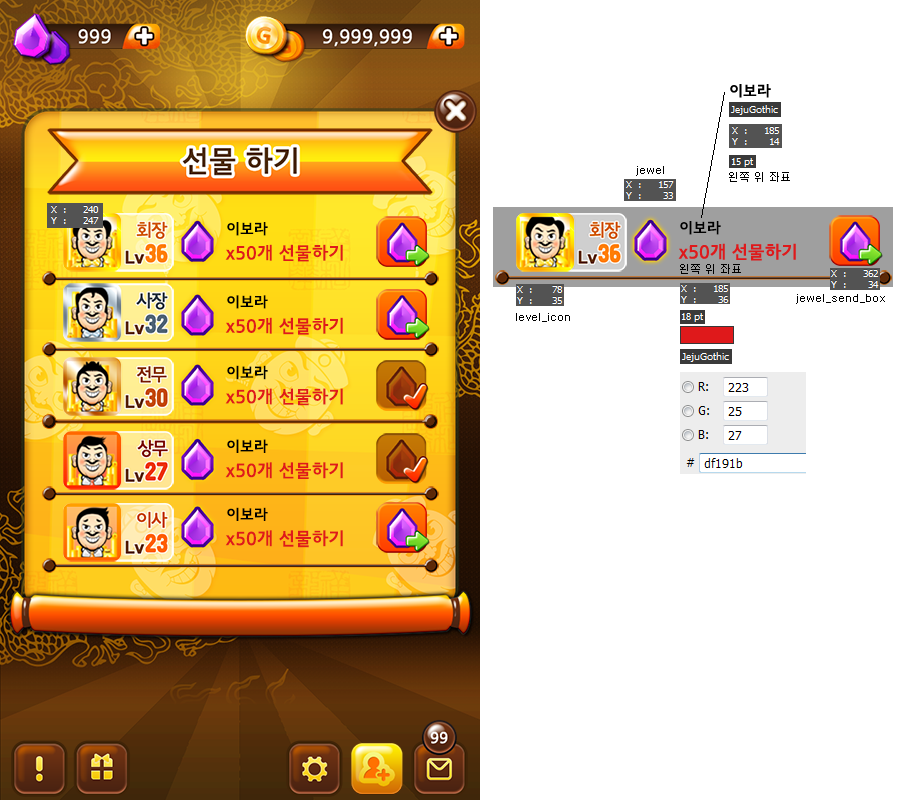 999
G
9,999,999
선물 하기
X : 240
Y : 247
회장
Lv36
이보라
x50개 선물하기
사장
Lv32
이보라
x50개 선물하기
전무
Lv30
이보라
x50개 선물하기
상무
Lv27
이보라
x50개 선물하기
이사
Lv23
이보라
x50개 선물하기
99
이보라
JejuGothic
X : 185
Y : 14
15 pt
왼쪽 위 좌표
jewel
X : 157
Y : 33
회장
Lv36
이보라
x50개 선물하기
왼쪽 위 좌표
X : 78
Y : 35
level_icon
X : 185
Y : 36
X : 362
Y : 34
jewel_send_box
18 pt
JejuGothic
R: 223
G: 25
B: 27
# df191b